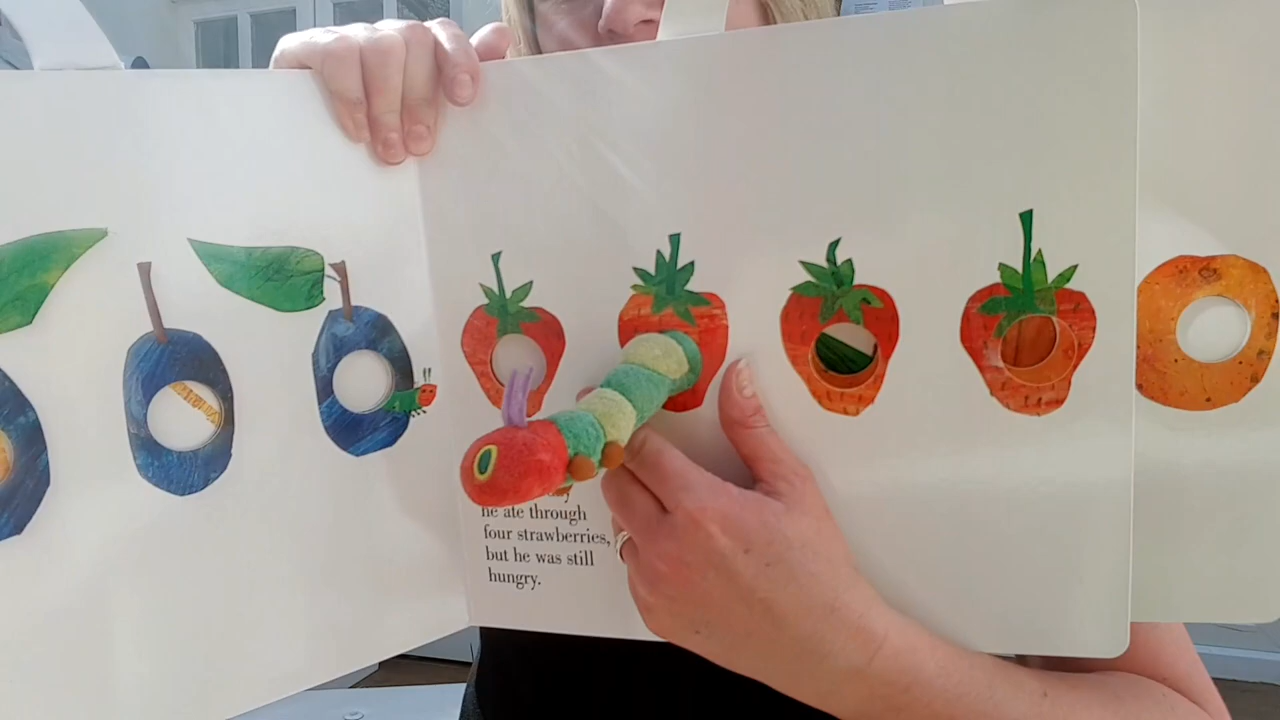 he ate through
four strawberries,
but he was still
hungry.